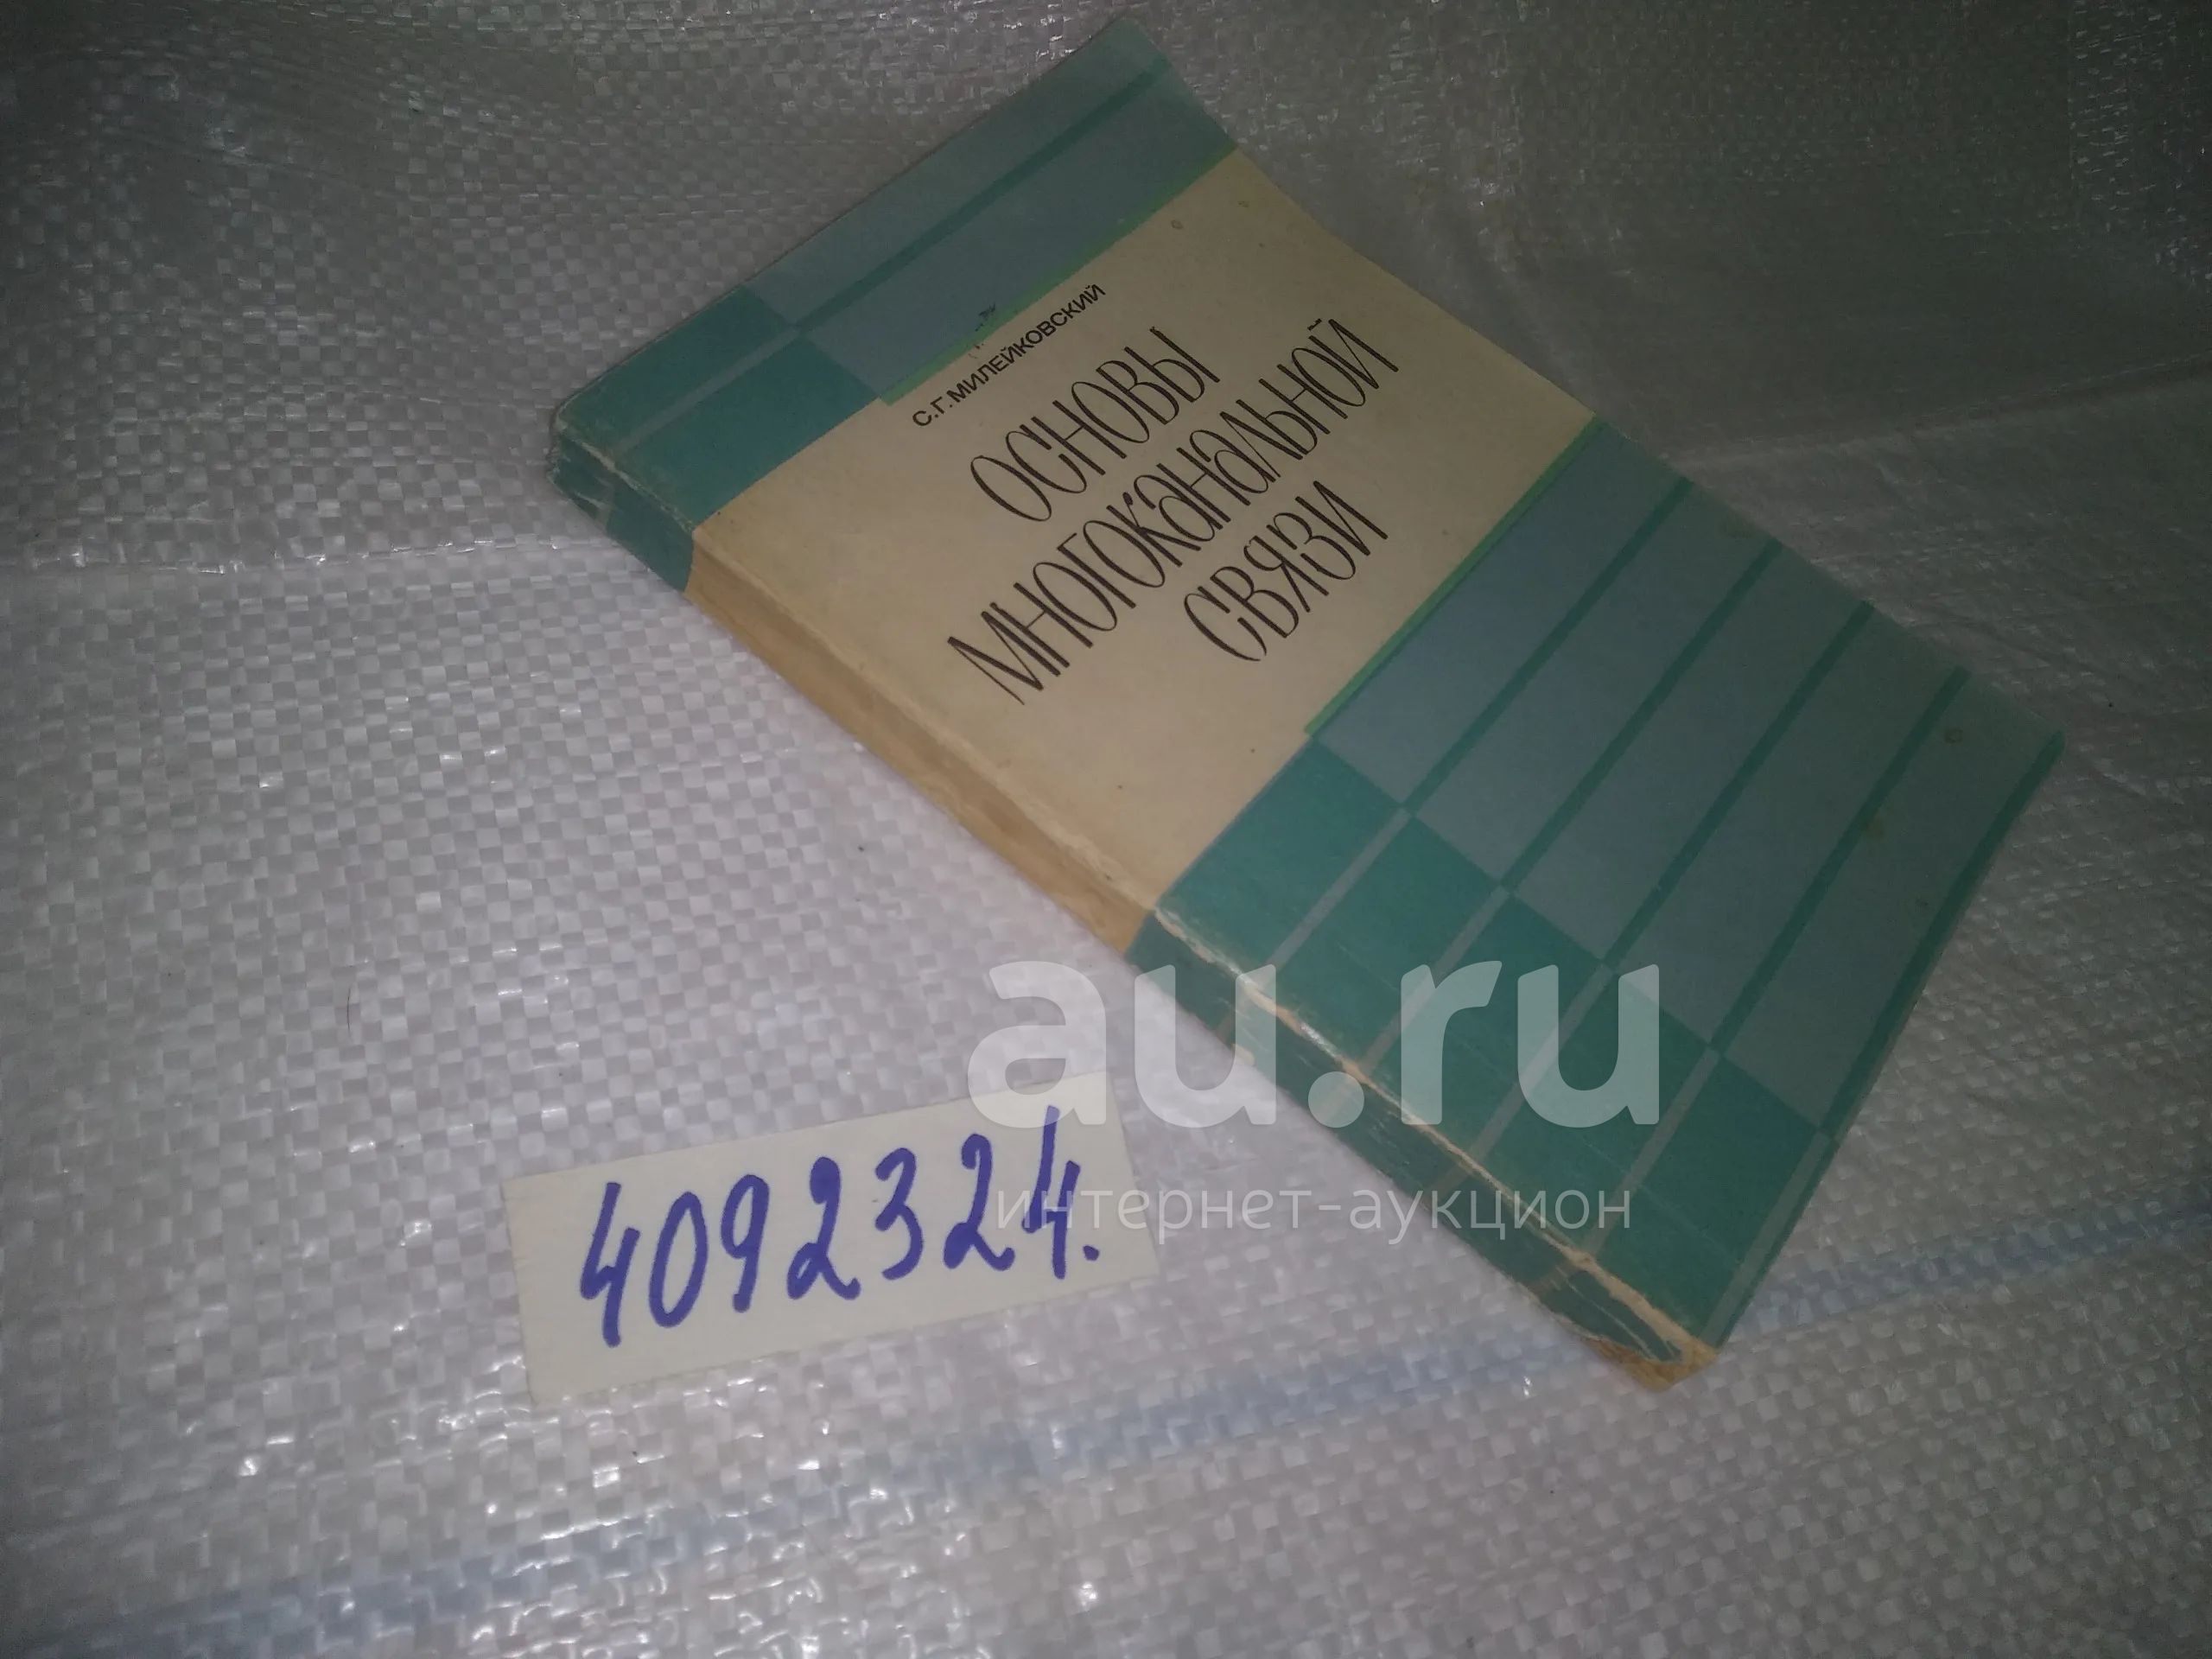 С.Г. МИЛЕЙКОВСКИЙ
ОСНОВЫ
МНОГОКАНАЛЬНОЙ
СВЯЗИ
au.ru
интернет-аукцион
4092324.